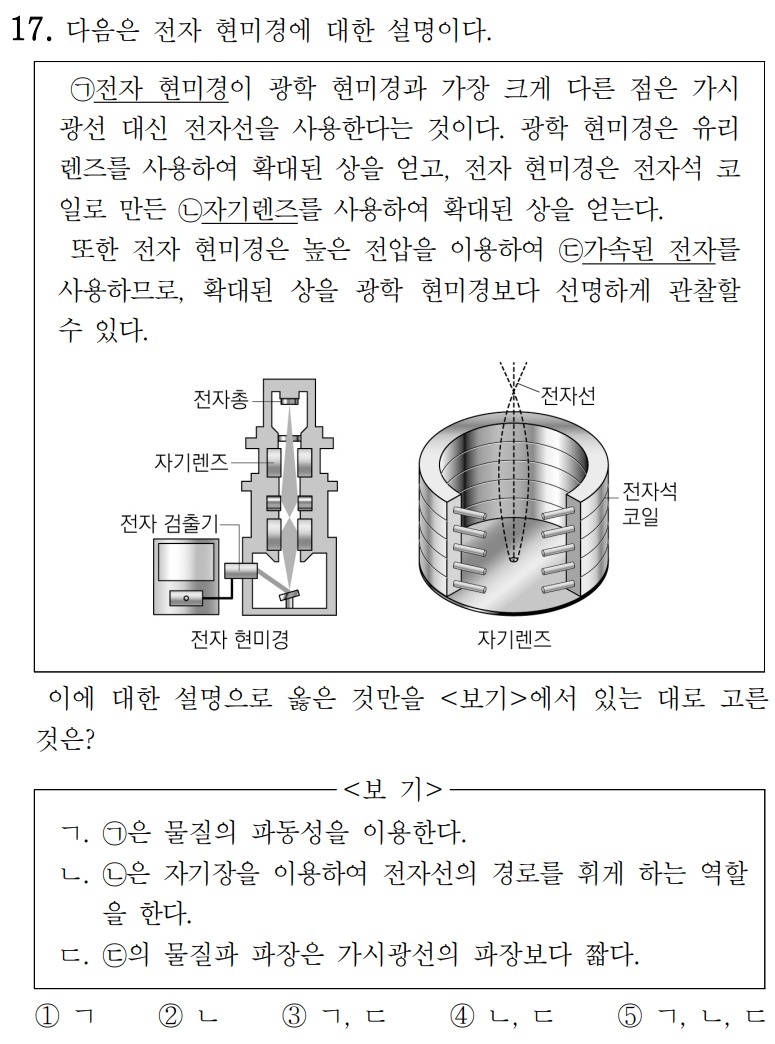 17. 다음은 전자 현미경에 대한 설명이다.
㉠전자 현미경이 광학 현미경과 가장 크게 다른 점은 가시
광선 대신 전자선을 사용한다는 것이다. 광학 현미경은 유리
렌즈를 사용하여 확대된 상을 얻고, 전자 현미경은 전자석 코
일로 만든 ㉡자기렌즈를 사용하여 확대된 상을 얻는다.
또한 전자 현미경은 높은 전압을 이용하여 ㉢가속된 전자를
사용하므로, 확대된 상을 광학 현미경보다 선명하게 관찰할
수 있다.
전자총
자기렌즈
전자 검출기
전자 현미경
전자선
전자석
코일
자기렌즈
이에 대한 설명으로 옳은 것만을 <보기>에서 있는 대로 고른
것은?
<보 기>
ㄱ. ㉠은 물질의 파동성을 이용한다.
ㄴ. ㉡은 자기장을 이용하여 전자선의 경로를 휘게 하는 역할
을 한다.
ㄷ. ㉢의 물질파 파장은 가시광선의 파장보다 짧다.
① ㄱ ② ㄴ ③ ㄱ, ㄷ ④ ㄴ, ㄷ ⑤ ㄱ, ㄴ, ㄷ